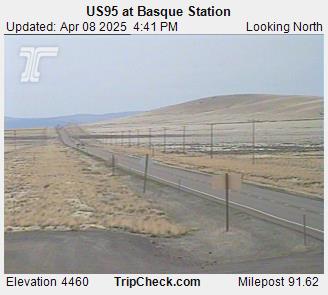 US95 at Basque Station
Updated: Apr 08 2025 4:41 PM Looking North
Elevation 4460 TripCheck.com Milepost 91.62